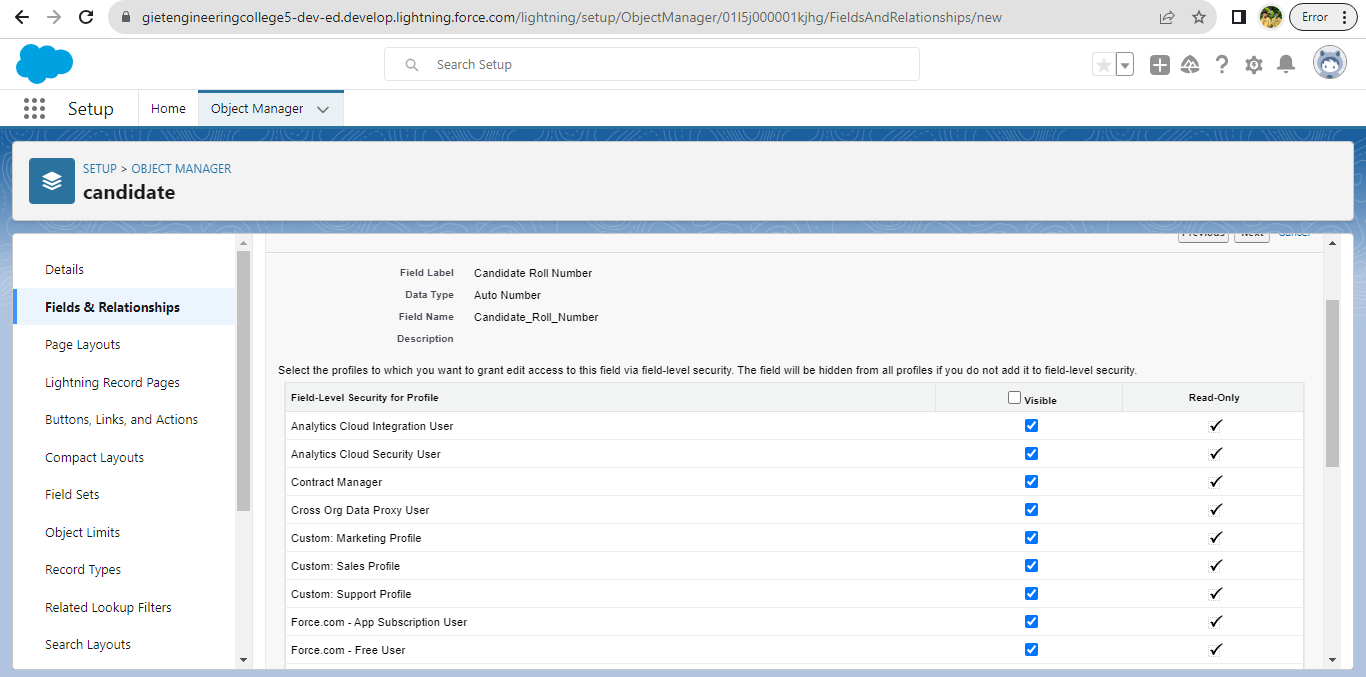 gietengineeringcollege5-dev-ed.develop.lightning.force.com/lightning/setup/ObjectManager/01I5j000001kjhg/FieldsAndRelationships/new
Error
Search Setup
Setup
Home
Object Manager
SETUP > OBJECT MANAGER
candidate
Details
Fields & Relationships
Page Layouts
Lightning Record Pages
Buttons, Links, and Actions
Compact Layouts
Field Sets
Object Limits
Record Types
Related Lookup Filters
Search Layouts
Previous Next Cancel
Field Label Candidate Roll Number
Data Type Auto Number
Field Name Candidate_Roll_Number
Description
Select the profiles to which you want to grant edit access to this field via field-level security. The field will be hidden from all profiles if you do not add it to field-level security.
Field-Level Security for Profile Visible Read-Only
Analytics Cloud Integration User
Analytics Cloud Security User
Contract Manager
Cross Org Data Proxy User
Custom: Marketing Profile
Custom: Sales Profile
Custom: Support Profile
Force.com - App Subscription User
Force.com - Free User